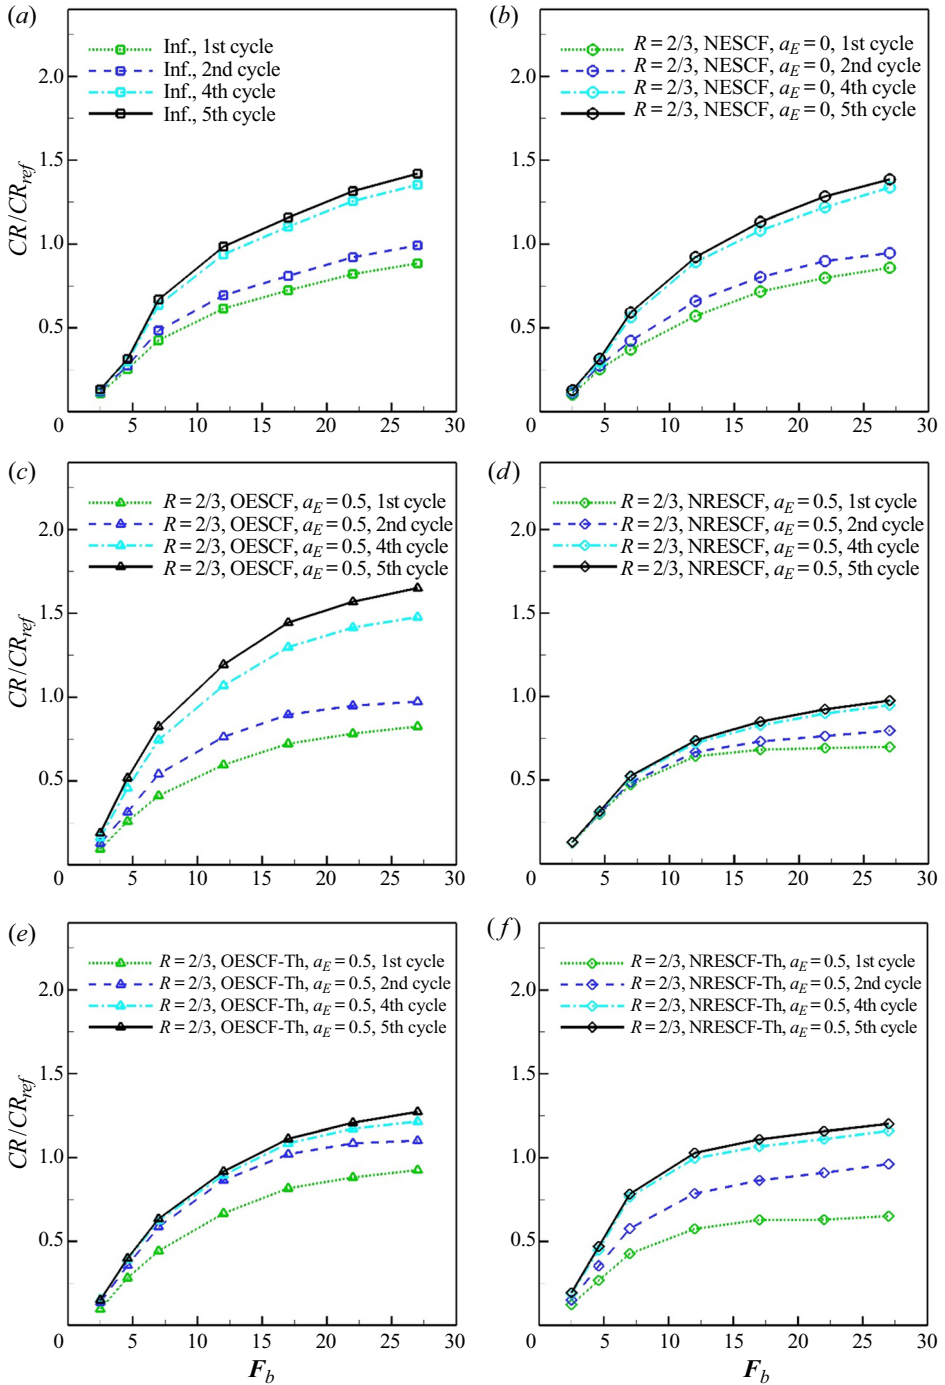 (a)
Inf., 1st cycle
Inf., 2nd cycle
Inf., 4th cycle
Inf., 5th cycle
2.0
1.5
1.0
0.5
0 5 10 15 20 25 30
CR/CR_ref
(b)
R = 2/3, NESCF, a_E = 0, 1st cycle
R = 2/3, NESCF, a_E = 0, 2nd cycle
R = 2/3, NESCF, a_E = 0, 4th cycle
R = 2/3, NESCF, a_E = 0, 5th cycle
2.0
1.5
1.0
0.5
0 5 10 15 20 25 30
(c)
R = 2/3, OESCF, a_E = 0.5, 1st cycle
R = 2/3, OESCF, a_E = 0.5, 2nd cycle
R = 2/3, OESCF, a_E = 0.5, 4th cycle
R = 2/3, OESCF, a_E = 0.5, 5th cycle
2.0
1.5
1.0
0.5
0 5 10 15 20 25 30
CR/CR_ref
(d)
R = 2/3, NRESCF, a_E = 0.5, 1st cycle
R = 2/3, NRESCF, a_E = 0.5, 2nd cycle
R = 2/3, NRESCF, a_E = 0.5, 4th cycle
R = 2/3, NRESCF, a_E = 0.5, 5th cycle
2.0
1.5
1.0
0.5
0 5 10 15 20 25 30
(e)
R = 2/3, OESCF-Th, a_E = 0.5, 1st cycle
R = 2/3, OESCF-Th, a_E = 0.5, 2nd cycle
R = 2/3, OESCF-Th, a_E = 0.5, 4th cycle
R = 2/3, OESCF-Th, a_E = 0.5, 5th cycle
2.0
1.5
1.0
0.5
0 5 10 15 20 25 30
CR/CR_ref
F_b
(f)
R = 2/3, NRESCF-Th, a_E = 0.5, 1st cycle
R = 2/3, NRESCF-Th, a_E = 0.5, 2nd cycle
R = 2/3, NRESCF-Th, a_E = 0.5, 4th cycle
R = 2/3, NRESCF-Th, a_E = 0.5, 5th cycle
2.0
1.5
1.0
0.5
0 5 10 15 20 25 30
F_b